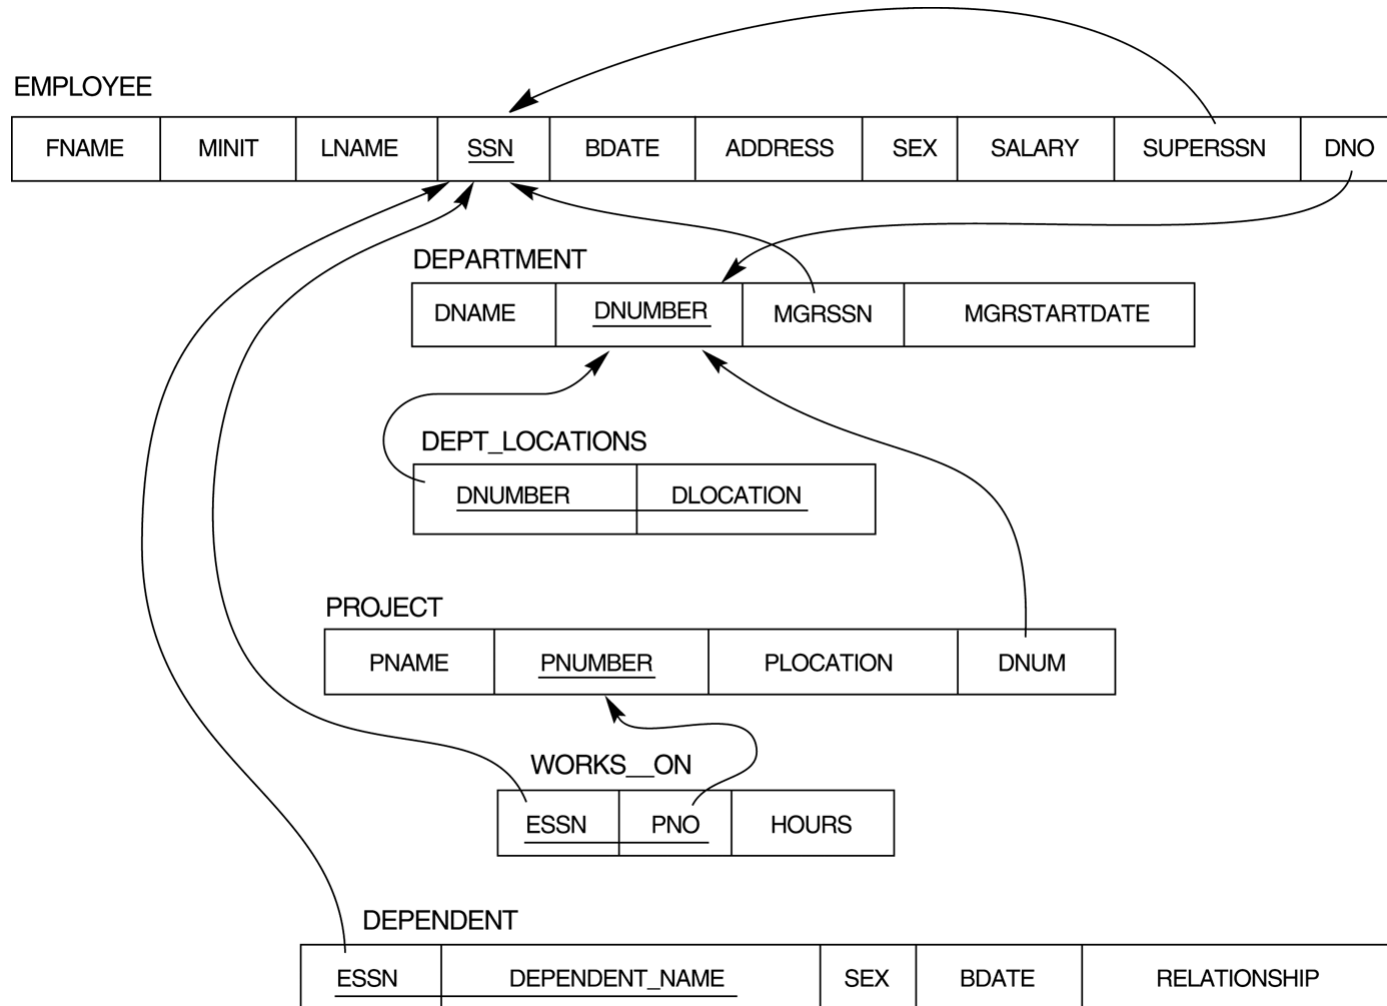 EMPLOYEE
FNAME MINIT LNAME SSN BDATE ADDRESS SEX SALARY SUPERSSN DNO
DEPARTMENT
DNAME DNUMBER MGRSSN MGRSTARTDATE
DEPT_LOCATIONS
DNUMBER DLOCATION
PROJECT
PNAME PNUMBER PLOCATION DNUM
WORKS__ON
ESSN PNO HOURS
DEPENDENT
ESSN DEPENDENT_NAME SEX BDATE RELATIONSHIP